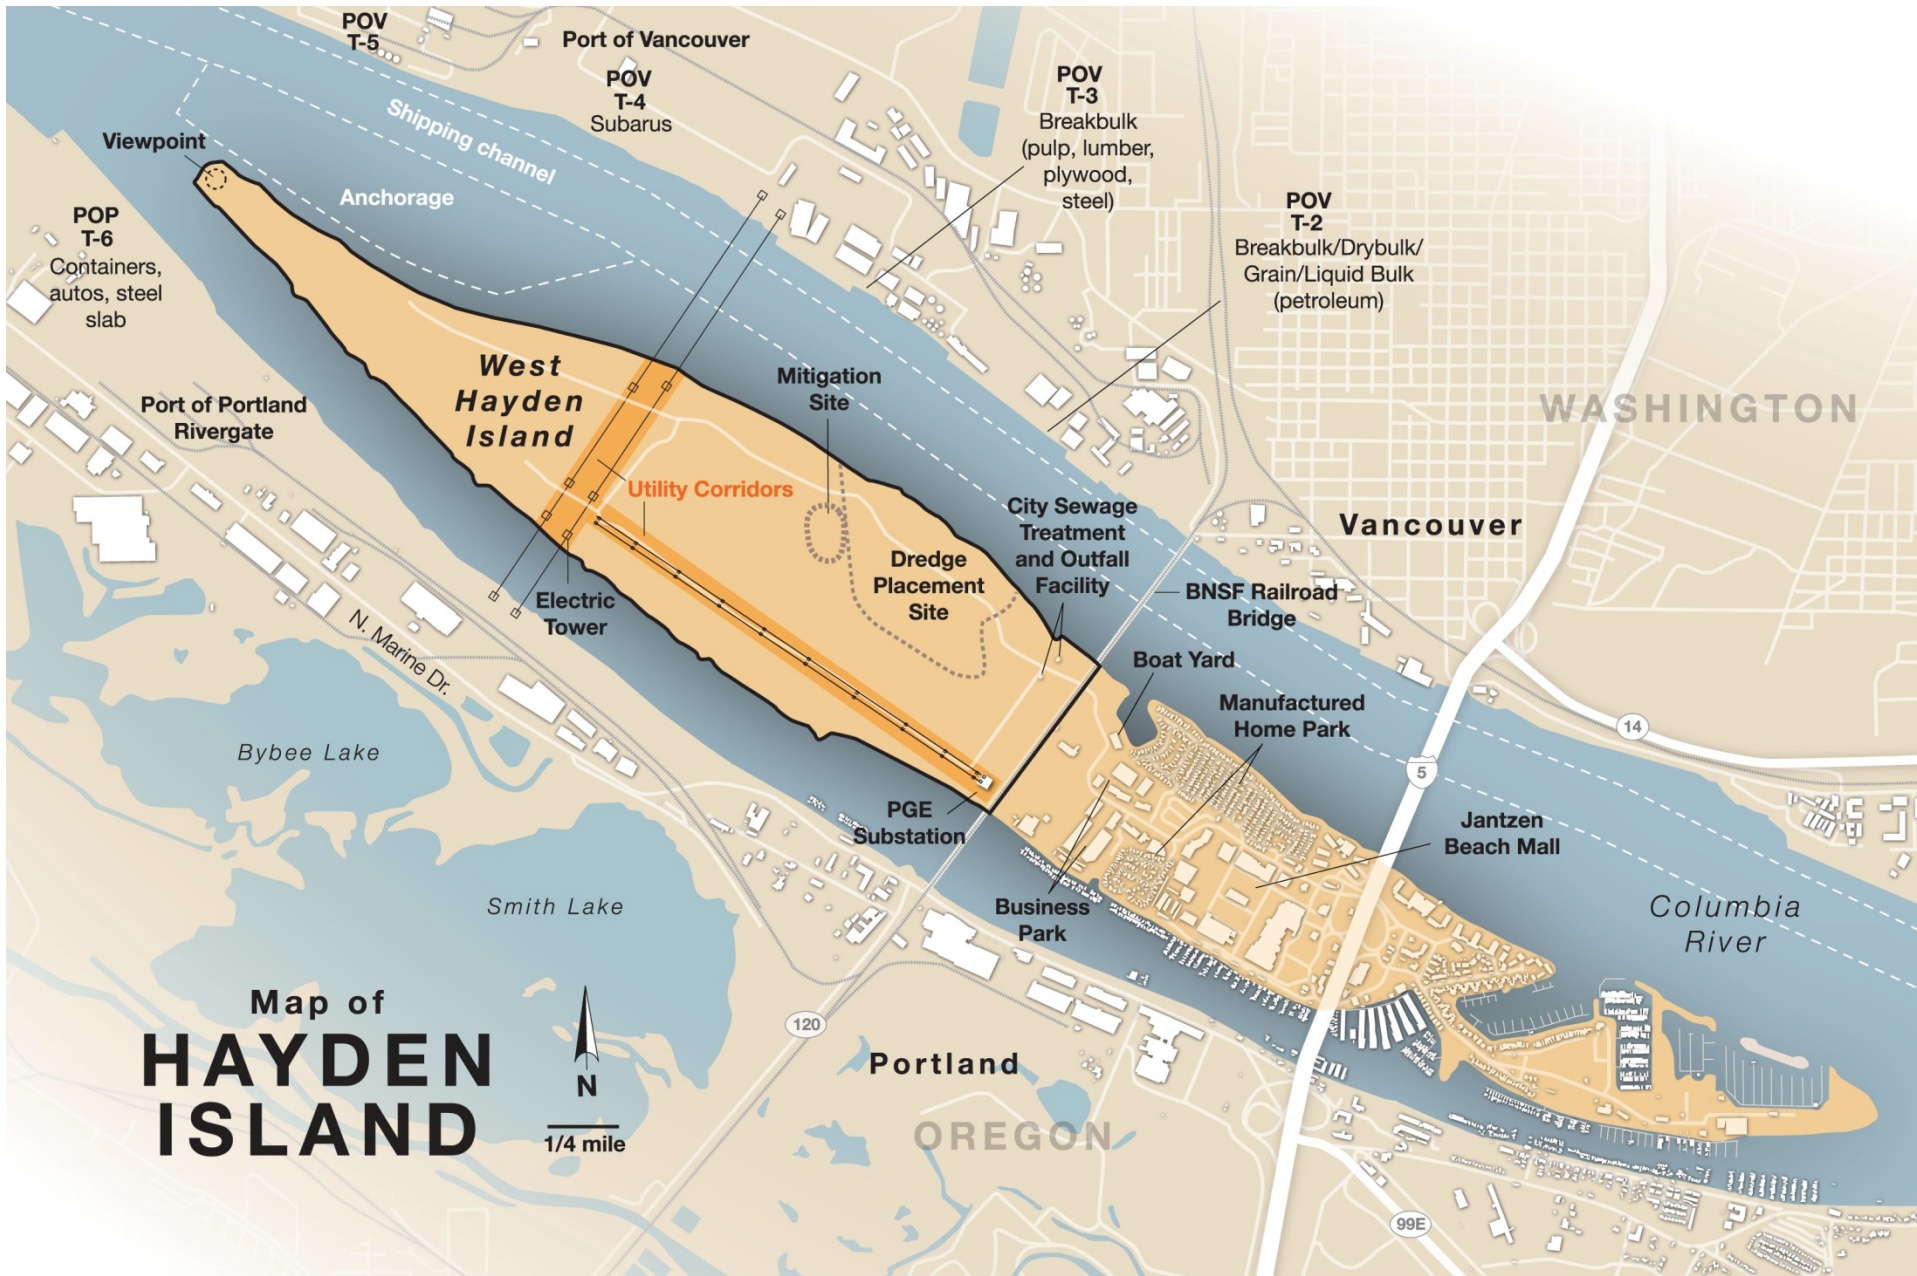 POV
T-5
Port of Vancouver
POV
T-4
Subarus
POV
T-3
Breakbulk
(pulp, lumber,
plywood,
steel)
Shipping channel
Viewpoint
Anchorage
POV
T-2
Breakbulk/Drybulk/
Grain/Liquid Bulk
(petroleum)
POP
T-6
Containers,
autos, steel
slab
West
Hayden
Island
Mitigation
Site
Port of Portland
Rivergate
WASHINGTON
Utility Corridors
City Sewage
Treatment
and Outfall
Facility
Vancouver
Dredge
Placement
Site
Electric
Tower
BNSF Railroad
Bridge
N. Marine Dr.
Boat Yard
Manufactured
Home Park
14
Bybee Lake
5
PGE
Substation
Jantzen
Beach Mall
Smith Lake
Business
Park
Columbia
River
Map of
HAYDEN
ISLAND
N
1/4 mile
120
Portland
OREGON
99E